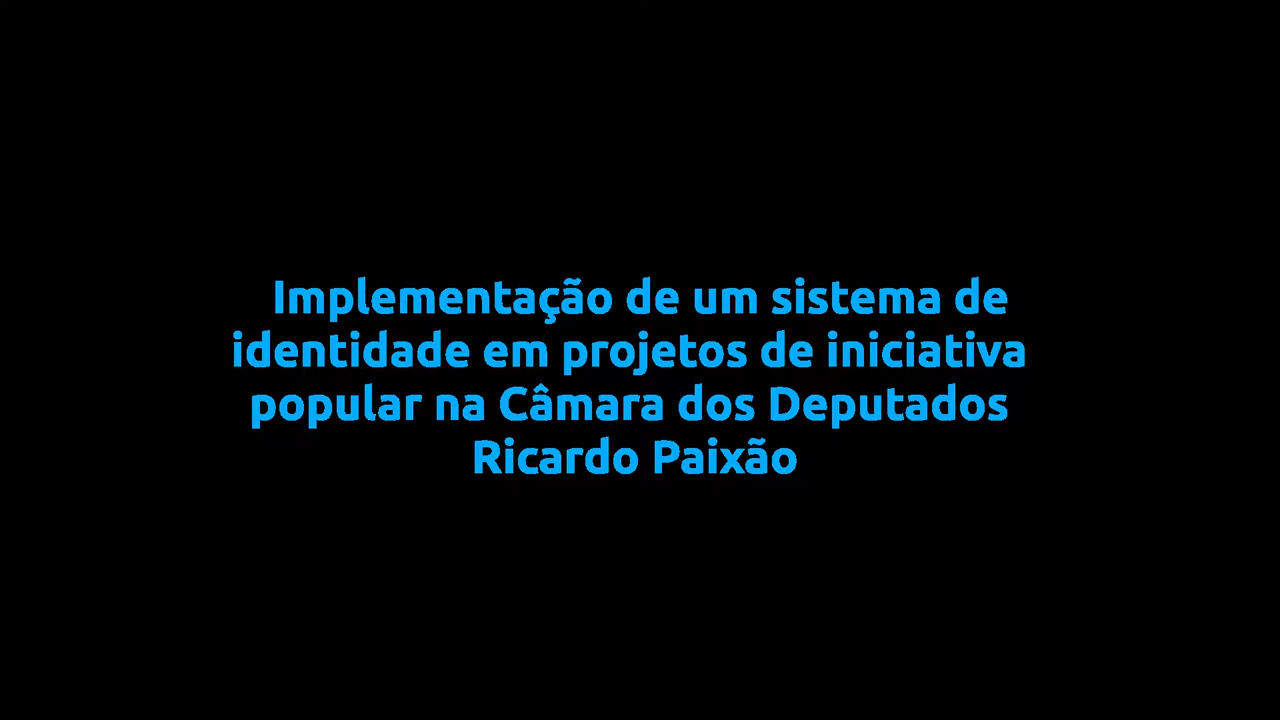 Implementação de um sistema de
identidade em projetos de iniciativa
popular na Câmara dos Deputados
Ricardo Paixão